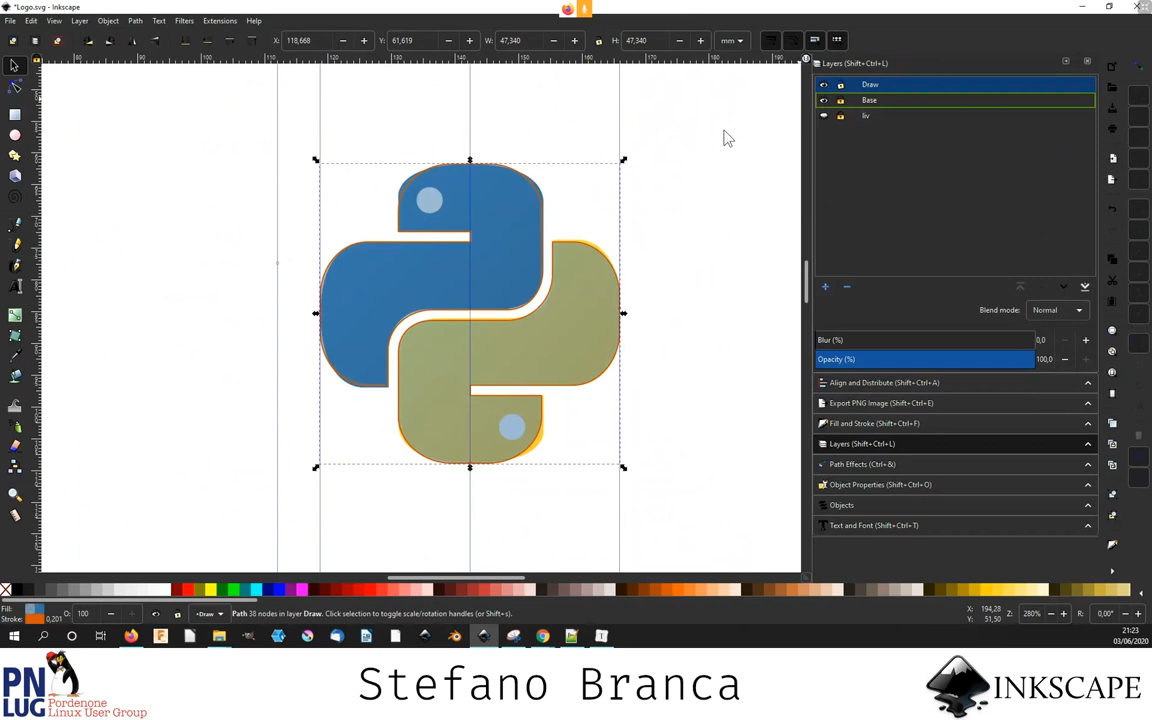 *Logo.svg - Inkscape
File Edit View Layer Object Path Text Filters Extensions Help
X: 118,668 Y: 61,619 W: 47,340 H: 47,340 mm
Layers (Shift+Ctrl+L)
Draw
Base
liv
Blend mode: Normal
Blur (%) 0,0
Opacity (%) 100,0
Align and Distribute (Shift+Ctrl+A)
Export PNG Image (Shift+Ctrl+E)
Fill and Stroke (Shift+Ctrl+F)
Layers (Shift+Ctrl+L)
Path Effects (Ctrl+&)
Object Properties (Shift+Ctrl+O)
Objects
Text and Font (Shift+Ctrl+T)
Fill:
Stroke: 0,201
O: 100
•Draw
Path 38 nodes in layer Draw. Click selection to toggle scale/rotation handles (or Shift+s).
X: 194,28
Y: 51,50
Z: 280%
R: 0,00°
21:23
03/06/2020
PN
LUG
Pordenone
Linux User Group
Stefano Branca
INKSCAPE